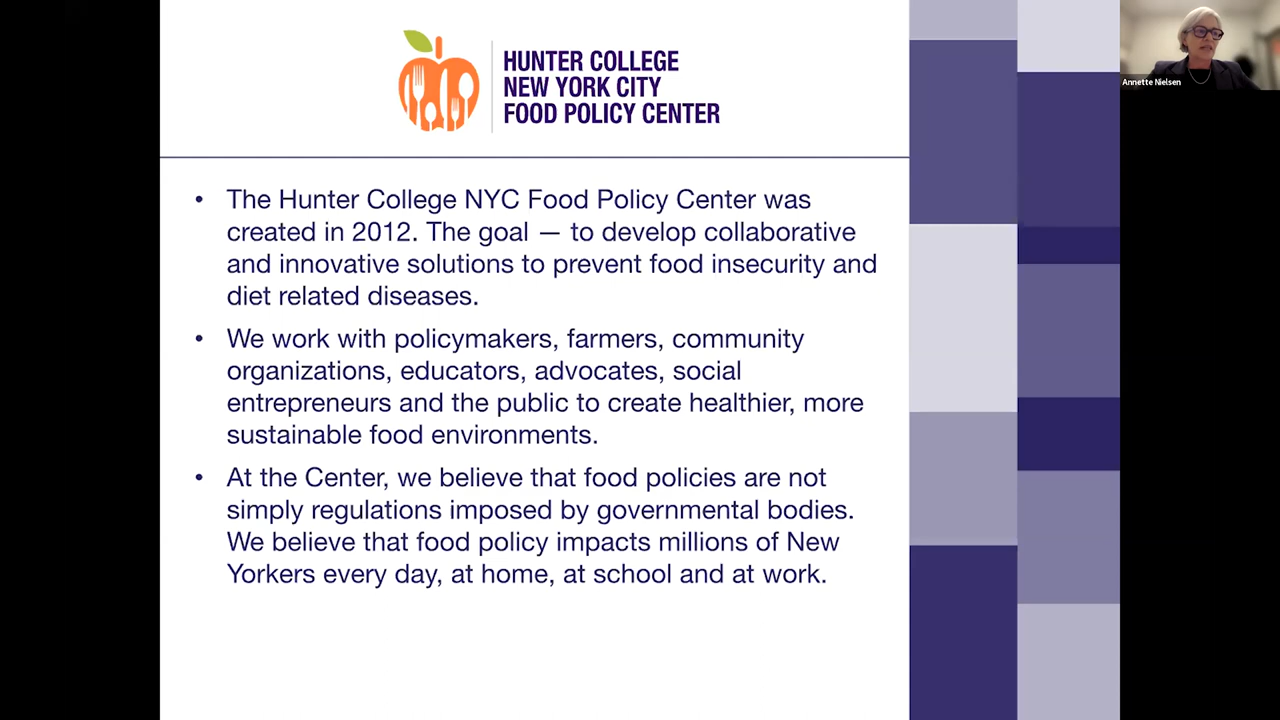 HUNTER COLLEGE
NEW YORK CITY
FOOD POLICY CENTER
Annette Nielsen
• The Hunter College NYC Food Policy Center was
created in 2012. The goal — to develop collaborative
and innovative solutions to prevent food insecurity and
diet related diseases.
• We work with policymakers, farmers, community
organizations, educators, advocates, social
entrepreneurs and the public to create healthier, more
sustainable food environments.
• At the Center, we believe that food policies are not
simply regulations imposed by governmental bodies.
We believe that food policy impacts millions of New
Yorkers every day, at home, at school and at work.